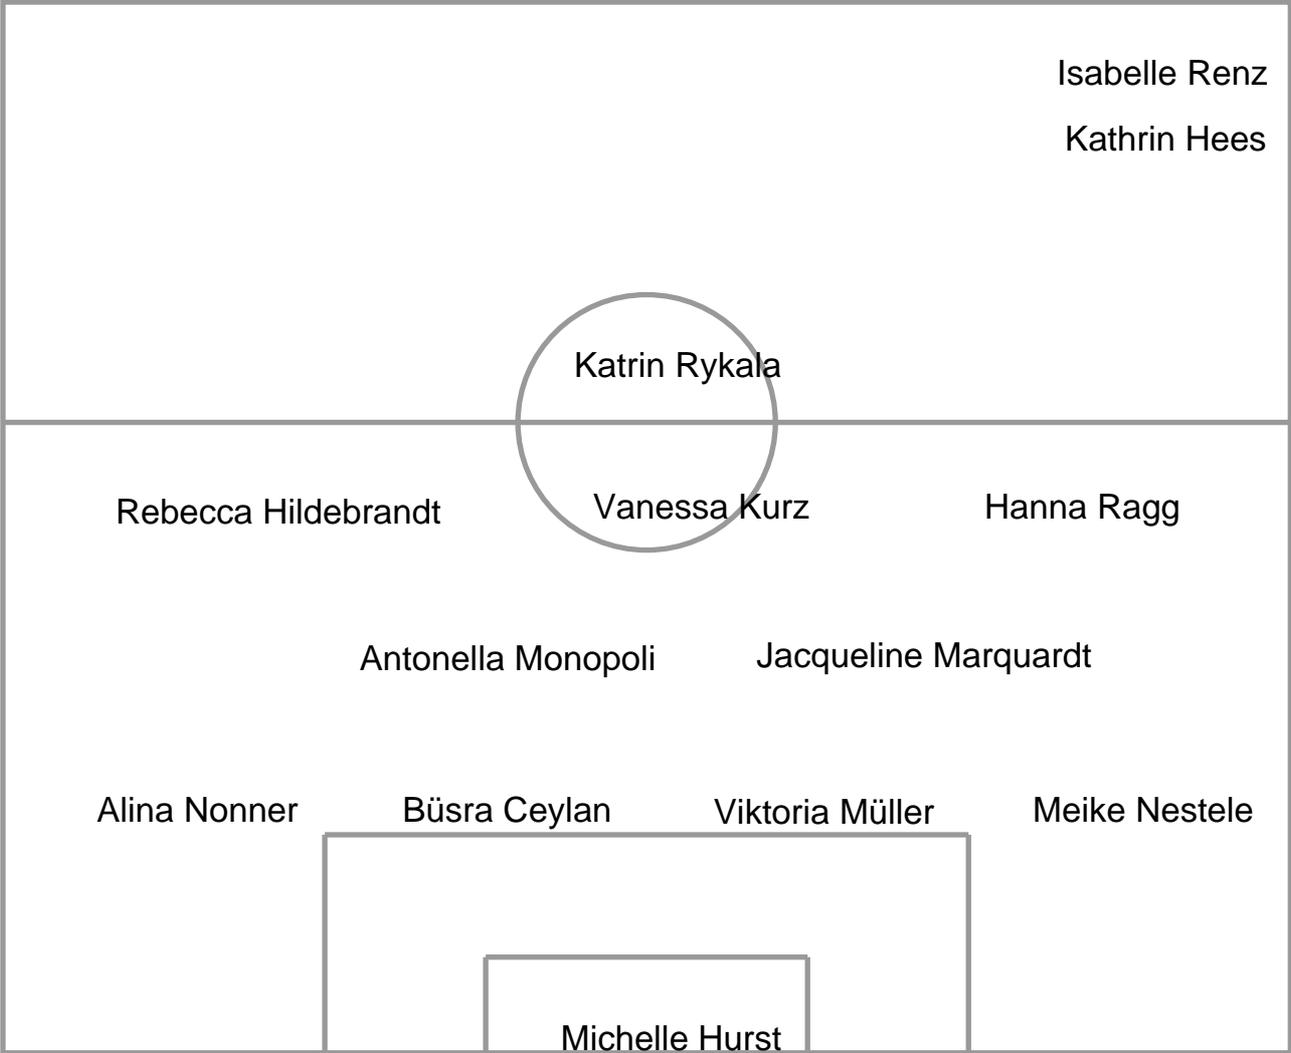 Isabelle Renz
Kathrin Hees
Katrin Rykala
Rebecca Hildebrandt
Vanessa Kurz
Hanna Ragg
Antonella Monopoli
Jacqueline Marquardt
Alina Nonner
Büsra Ceylan
Viktoria Müller
Meike Nestele
Michelle Hurst